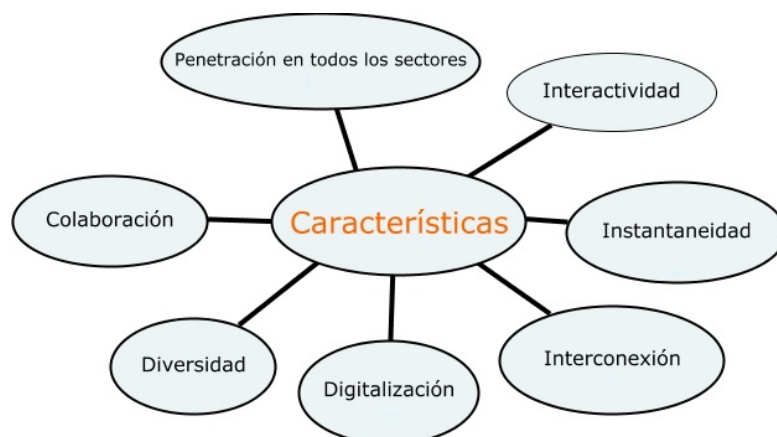 Penetración en todos los sectores
Interactividad
Colaboración
Características
Instantaneidad
Diversidad
Digitalización
Interconexión